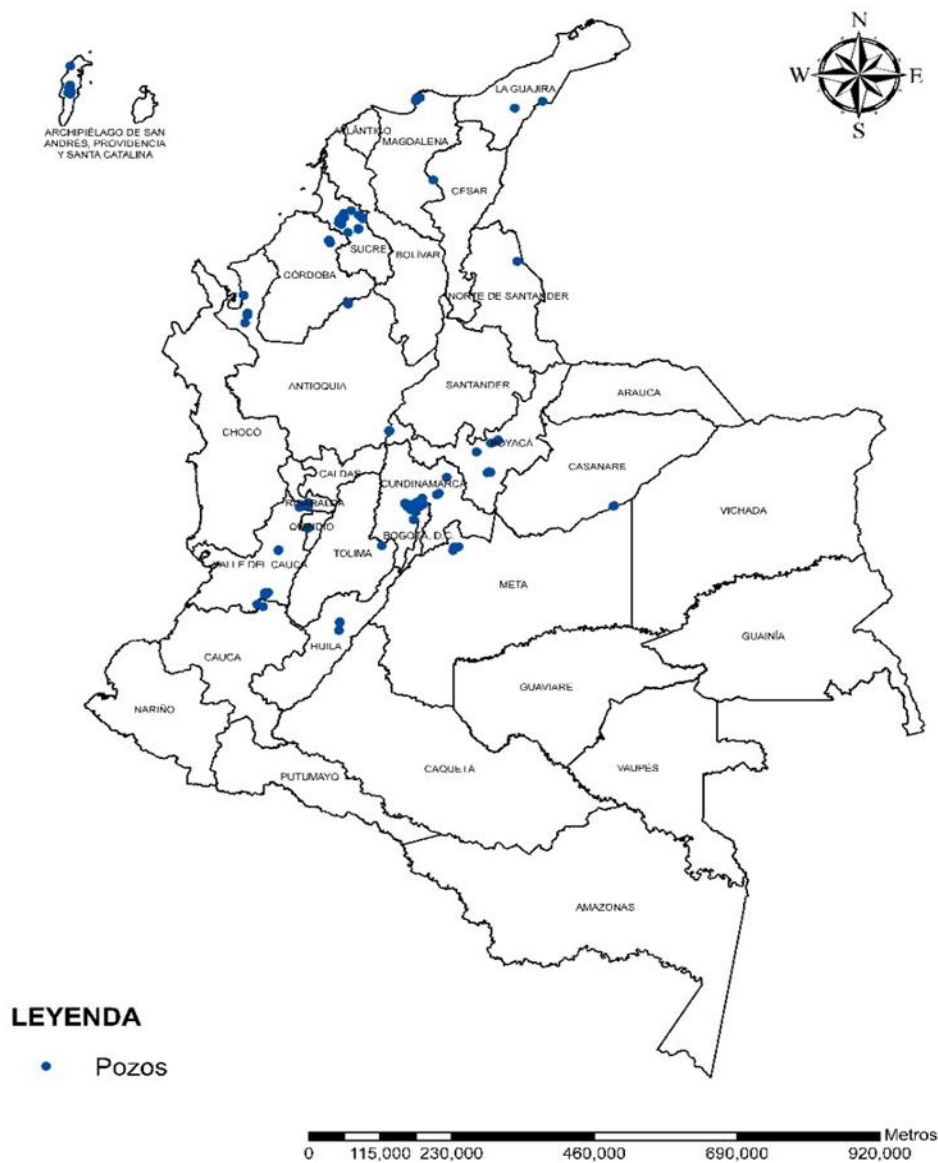 N
W
E
S
LA GUAJIRA
ATLÁNTICO
MAGDALENA
ARCHIPIÉLAGO DE SAN
ANDRÉS, PROVIDENCIA
Y SANTA CATALINA
CESAR
SUCRE
BOLÍVAR
CÓRDOBA
NORTE DE SANTANDER
ANTIOQUIA
SANTANDER
ARAUCA
CHOCÓ
BOYACÁ
CASANARE
CALDAS
CUNDINAMARCA
RISARALDA
VICHADA
QUINDIO
BOGOTÁ, D.C.
TOLIMA
VALLE DEL CAUCA
META
GUAINÍA
HUILA
CAUCA
GUAVIARE
NARIÑO
CAQUETÁ
VAUPÉS
PUTUMAYO
AMAZONAS
LEYENDA
Pozos
Metros
0 115,000 230,000 460,000 690,000 920,000